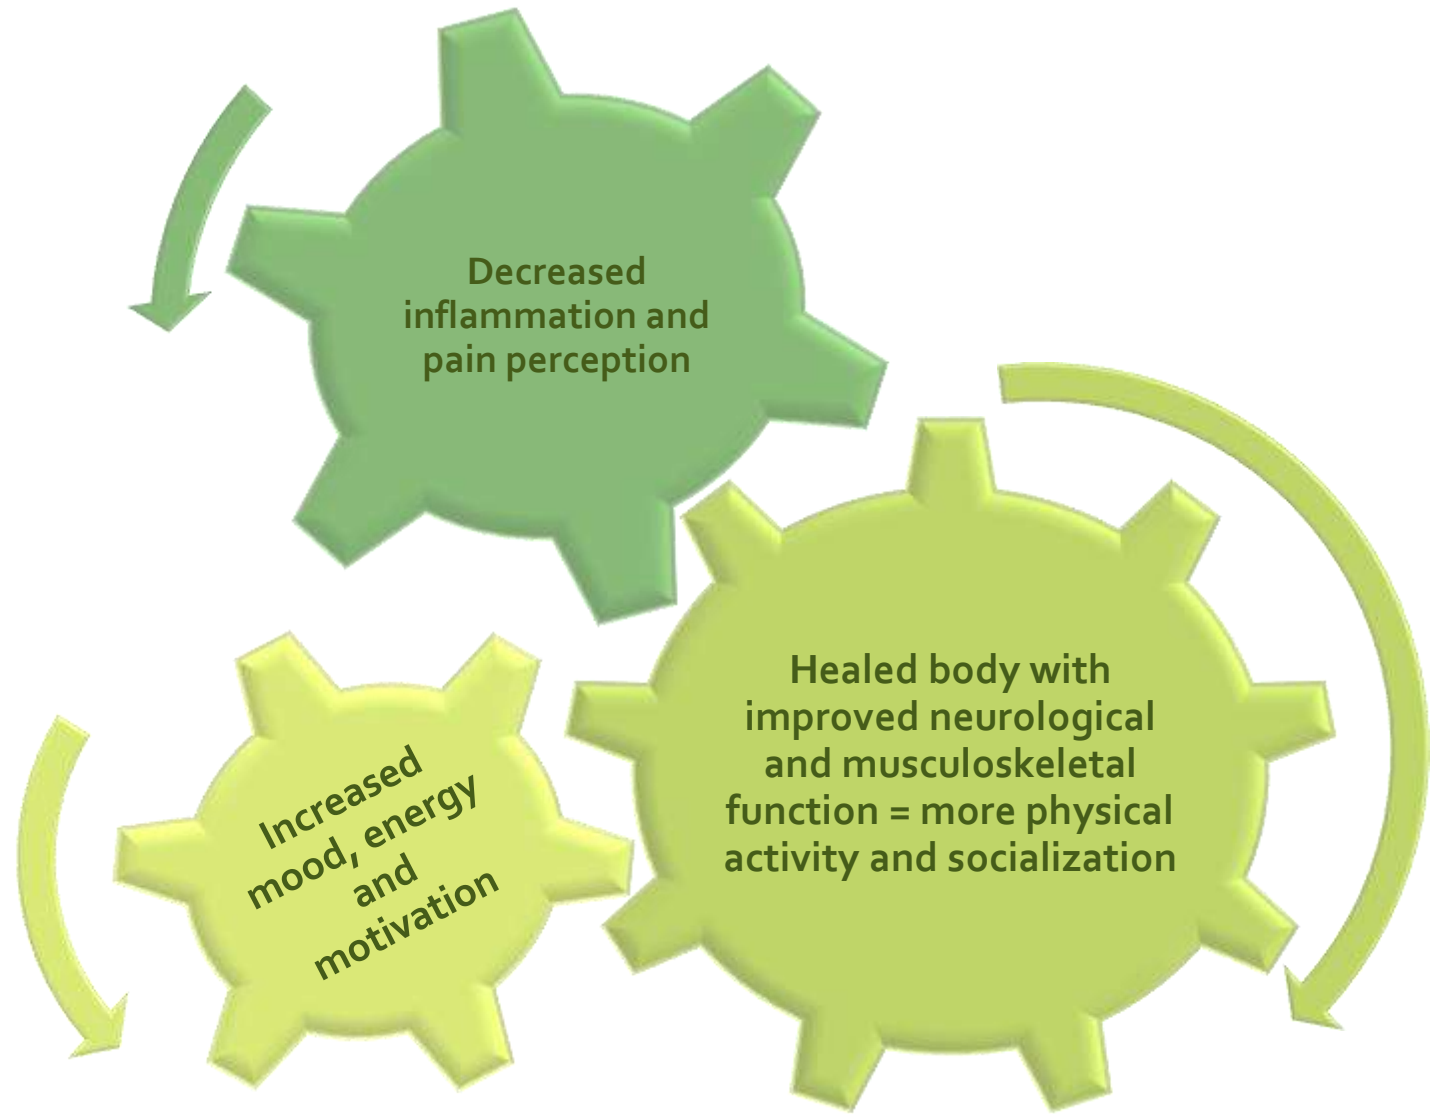 Decreased
inflammation and
pain perception
Healed body with
improved neurological
and musculoskeletal
function = more physical
activity and socialization
Increased
mood, energy
and
motivation